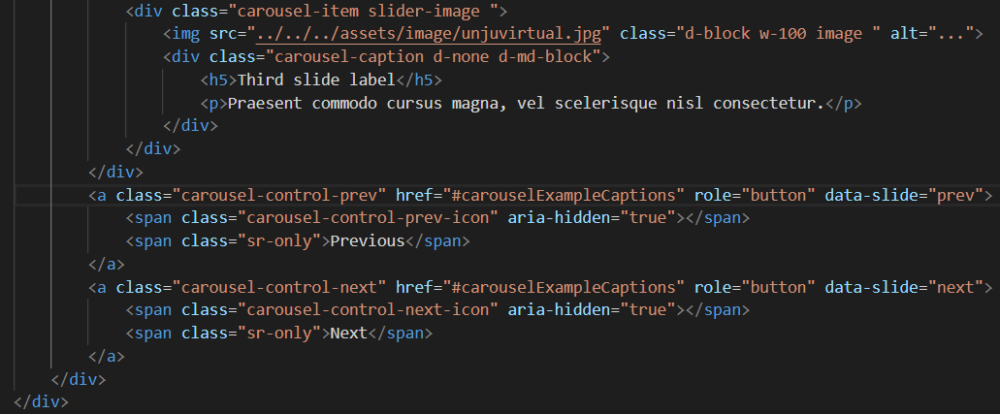 <div class="carousel-item slider-image ">
<img src="../../../assets/image/unjuvirtual.jpg" class="d-block w-100 image " alt="...">
<div class="carousel-caption d-none d-md-block">
<h5>Third slide label</h5>
<p>Praesent commodo cursus magna, vel scelerisque nisl consectetur.</p>
</div>
</div>
</div>
<a class="carousel-control-prev" href="#carouselExampleCaptions" role="button" data-slide="prev">
<span class="carousel-control-prev-icon" aria-hidden="true"></span>
<span class="sr-only">Previous</span>
</a>
<a class="carousel-control-next" href="#carouselExampleCaptions" role="button" data-slide="next">
<span class="carousel-control-next-icon" aria-hidden="true"></span>
<span class="sr-only">Next</span>
</a>
</div>
</div>